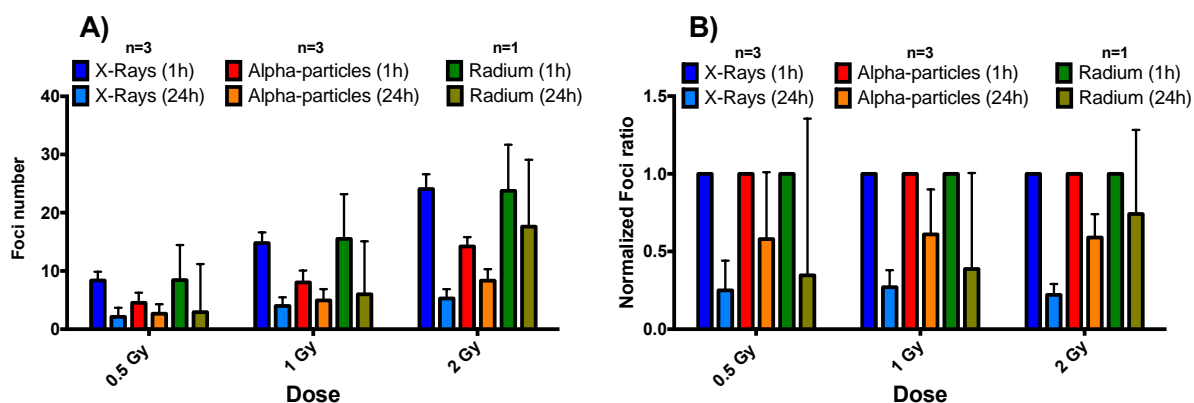 A)
n=3 n=3 n=1
X-Rays (1h) Alpha-particles (1h) Radium (1h)
X-Rays (24h) Alpha-particles (24h) Radium (24h)
40
30
20
10
0
Foci number
0.5 Gy 1 Gy 2 Gy
Dose
B)
n=3 n=3 n=1
X-Rays (1h) Alpha-particles (1h) Radium (1h)
X-Rays (24h) Alpha-particles (24h) Radium (24h)
1.5
1.0
0.5
0.0
Normalized Foci ratio
0.5 Gy 1 Gy 2 Gy
Dose